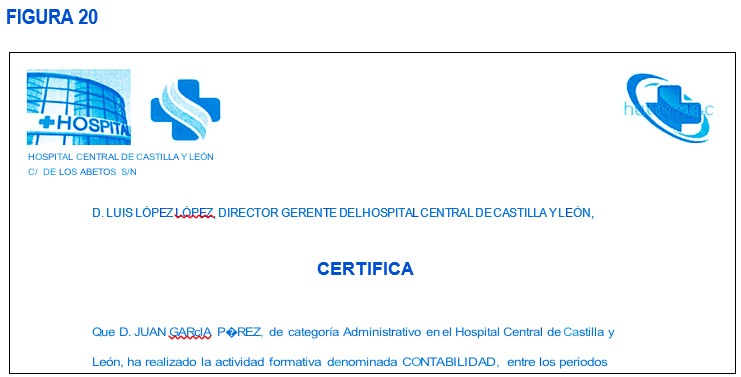 FIGURA 20
HOSPITAL
HOSPITAL CENTRAL DE CASTILLA Y LEÓN
C/ DE LOS ABETOS S/N
D. LUIS LÓPEZ LÓPEZ, DIRECTOR GERENTE DEL HOSPITAL CENTRAL DE CASTILLA Y LEÓN,
CERTIFICA
Que D. JUAN GARcIA P�REZ, de categoría Administrativo en el Hospital Central de Castilla y
León, ha realizado la actividad formativa denominada CONTABILIDAD, entre los periodos